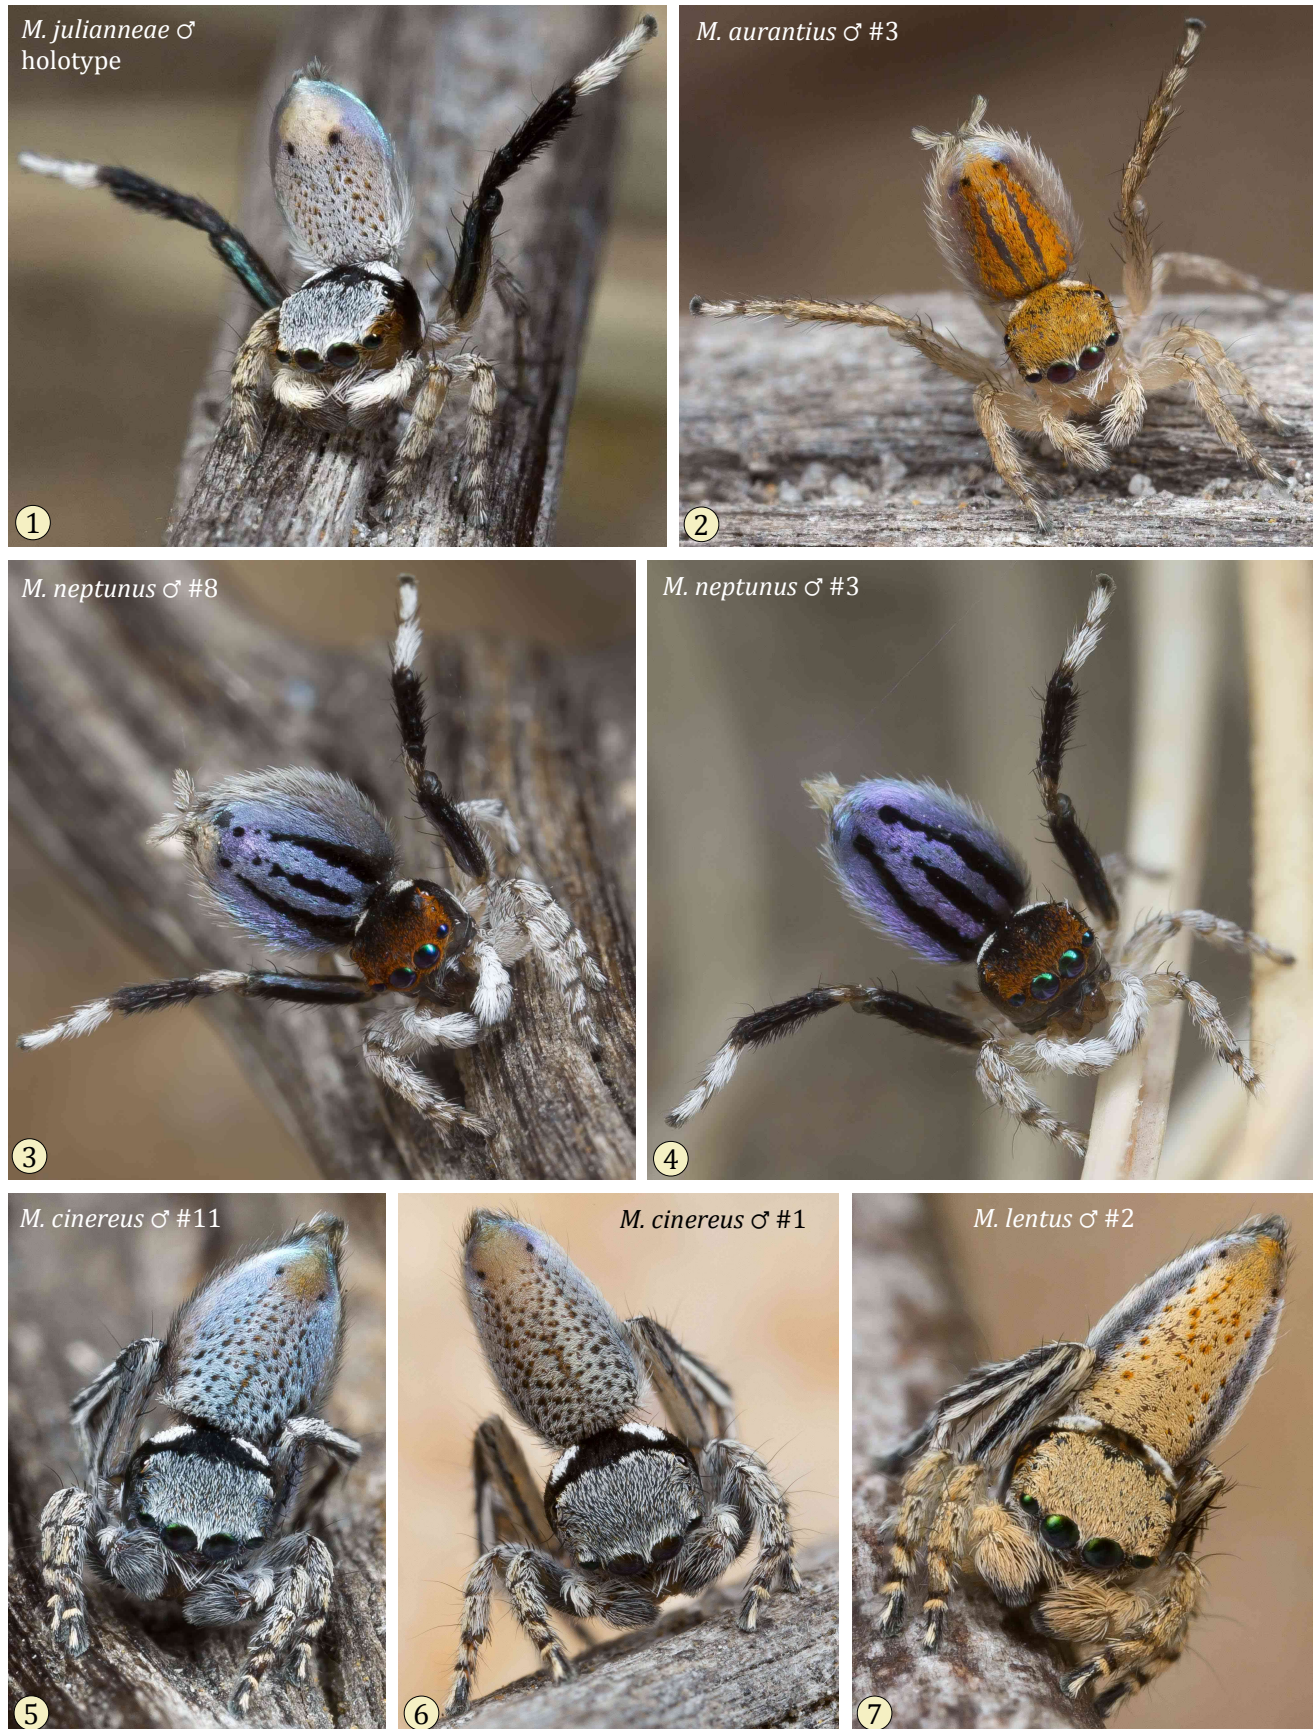 M. julianneae ♂
holotype
M. aurantius ♂ #3
1
2
M. neptunus ♂ #8
M. neptunus ♂ #3
3
4
M. cinereus ♂ #11
M. cinereus ♂ #1
M. lentus ♂ #2
5
6
7